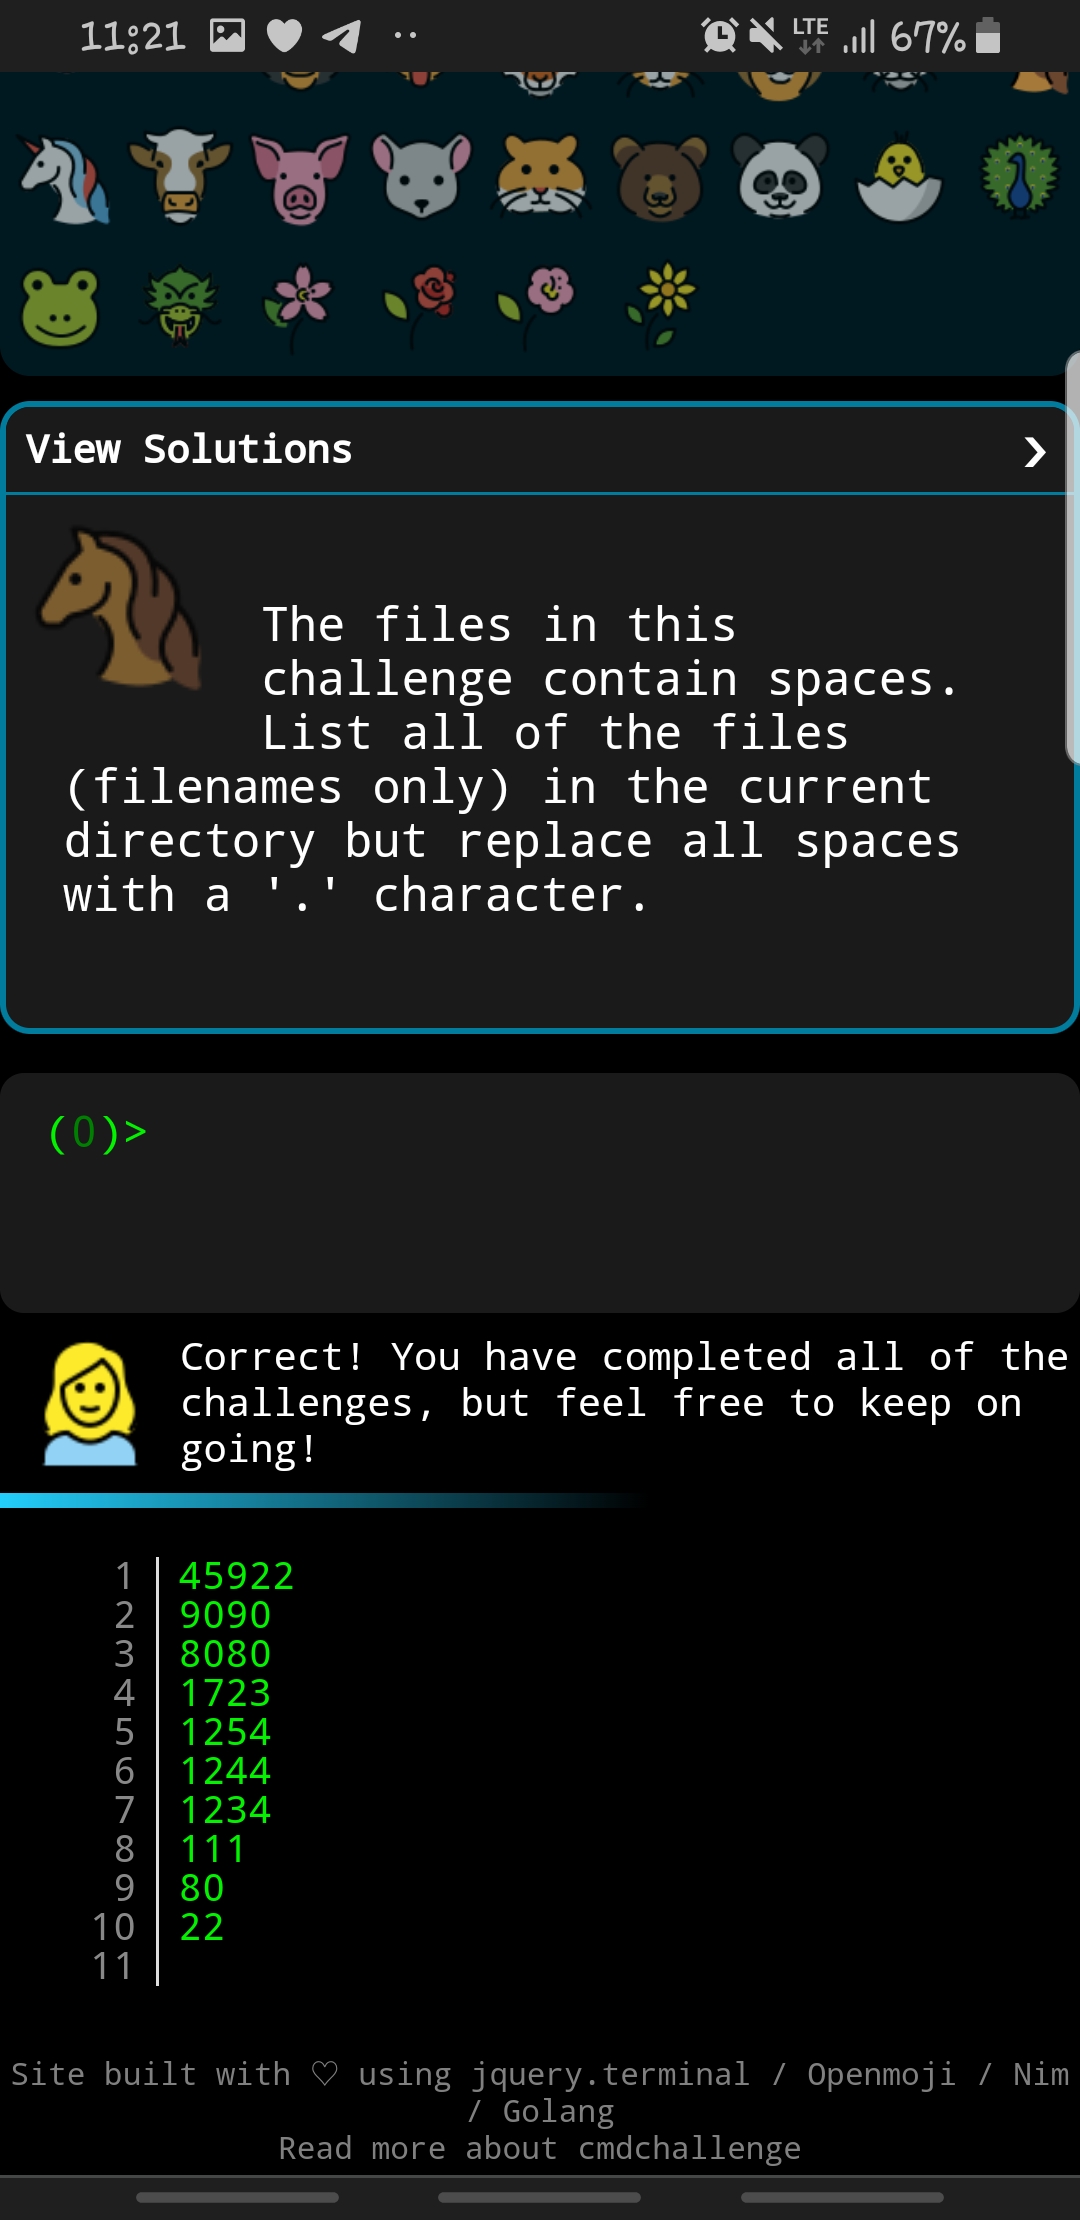 11:21 LTE 67%
View Solutions
The files in this
challenge contain spaces.
List all of the files
(filenames only) in the current
directory but replace all spaces
with a '.' character.
(0)>
Correct! You have completed all of the
challenges, but feel free to keep on
going!
1 45922
2 9090
3 8080
4 1723
5 1254
6 1244
7 1234
8 111
9 80
10 22
11
Site built with ♡ using jquery.terminal / Openmoji / Nim
/ Golang
Read more about cmdchallenge